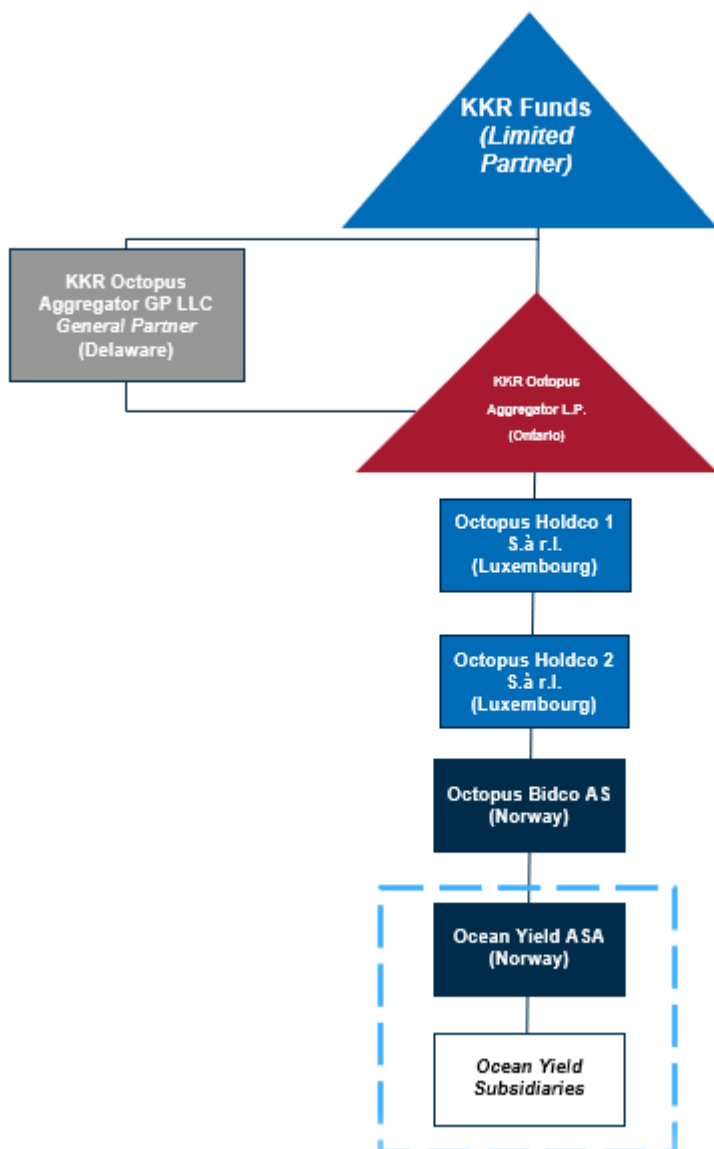 KKR Funds
(Limited
Partner)
KKR Octopus
Aggregator GP LLC
General Partner
(Delaware)
KKR Octopus
Aggregator L.P.
(Ontario)
Octopus Holdco 1
S.à r.l.
(Luxembourg)
Octopus Holdco 2
S.à r.l.
(Luxembourg)
Octopus Bidco AS
(Norway)
Ocean Yield ASA
(Norway)
Ocean Yield
Subsidiaries